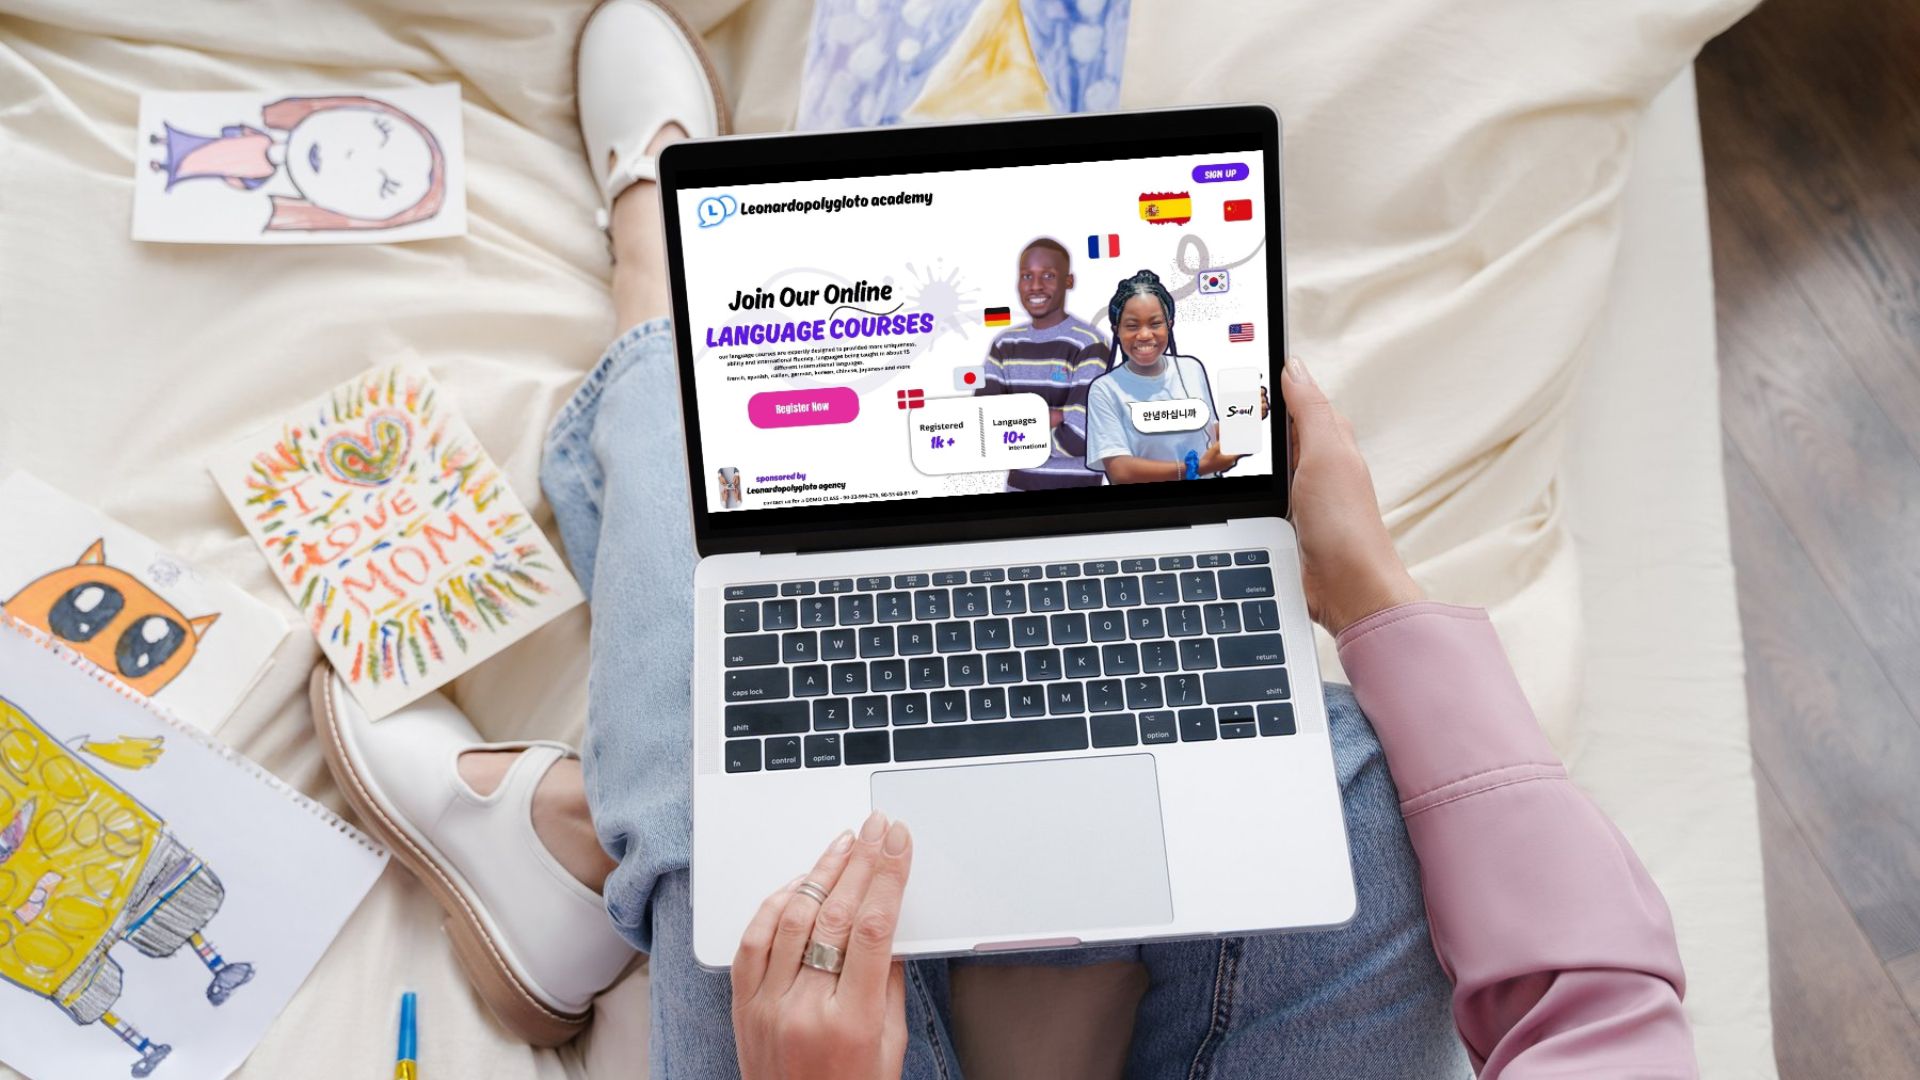 I
LOVE
MOM
SIGN UP
L
Leonardopolygloto academy
Join Our Online
LANGUAGE COURSES
our language courses are expertly designed to provided more uniqueness,
ability and international fluency, languages being taught in about 15
different international languages.
french, spanish, italian, german, korean, chinese, japanese and more
Register Now
Registered
1k +
Languages
10+
international
안녕하십니까
Seoul
sponsored by
Leonardopolygloto agency
contact us for a DEMO CLASS -
esc
delete
tab
Q W E R T Y U I O P
caps lock
A S D F G H J K L
return
shift
Z X C V B N M
shift
fn
control
option
option